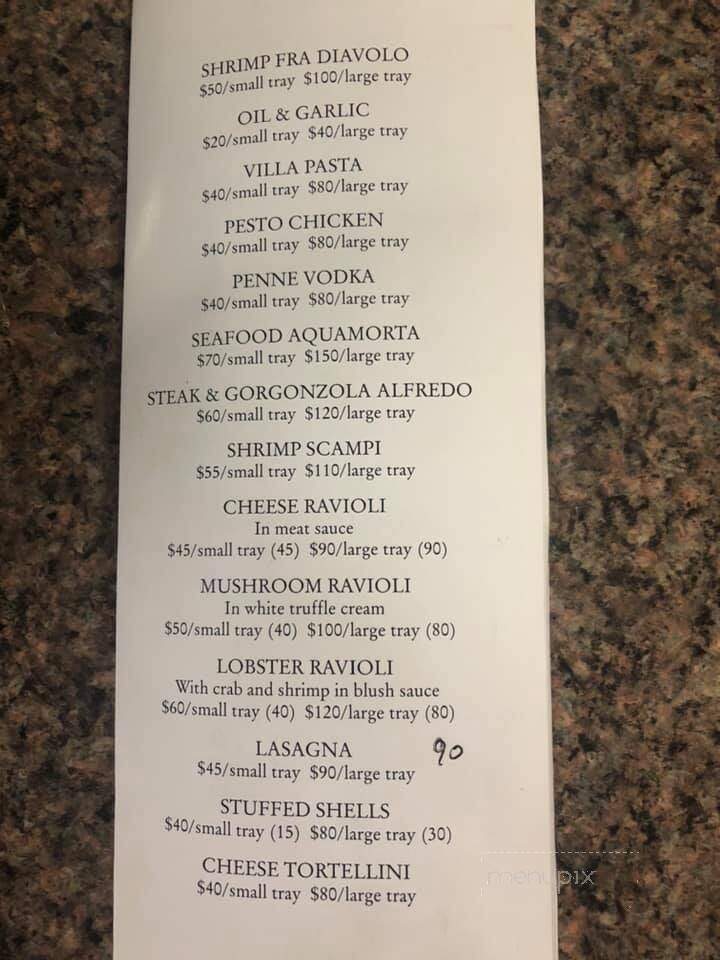 SHRIMP FRA DIAVOLO
$50/small tray $100/large tray
OIL & GARLIC
$20/small tray $40/large tray
VILLA PASTA
$40/small tray $80/large tray
PESTO CHICKEN
$40/small tray $80/large tray
PENNE VODKA
$40/small tray $80/large tray
SEAFOOD AQUAMORTA
$70/small tray $150/large tray
STEAK & GORGONZOLA ALFREDO
$60/small tray $120/large tray
SHRIMP SCAMPI
$55/small tray $110/large tray
CHEESE RAVIOLI
In meat sauce
$45/small tray (45) $90/large tray (90)
MUSHROOM RAVIOLI
In white truffle cream
$50/small tray (40) $100/large tray (80)
LOBSTER RAVIOLI
With crab and shrimp in blush sauce
$60/small tray (40) $120/large tray (80)
LASAGNA 90
$45/small tray $90/large tray
STUFFED SHELLS
$40/small tray (15) $80/large tray (30)
CHEESE TORTELLINI
$40/small tray $80/large tray
menupix